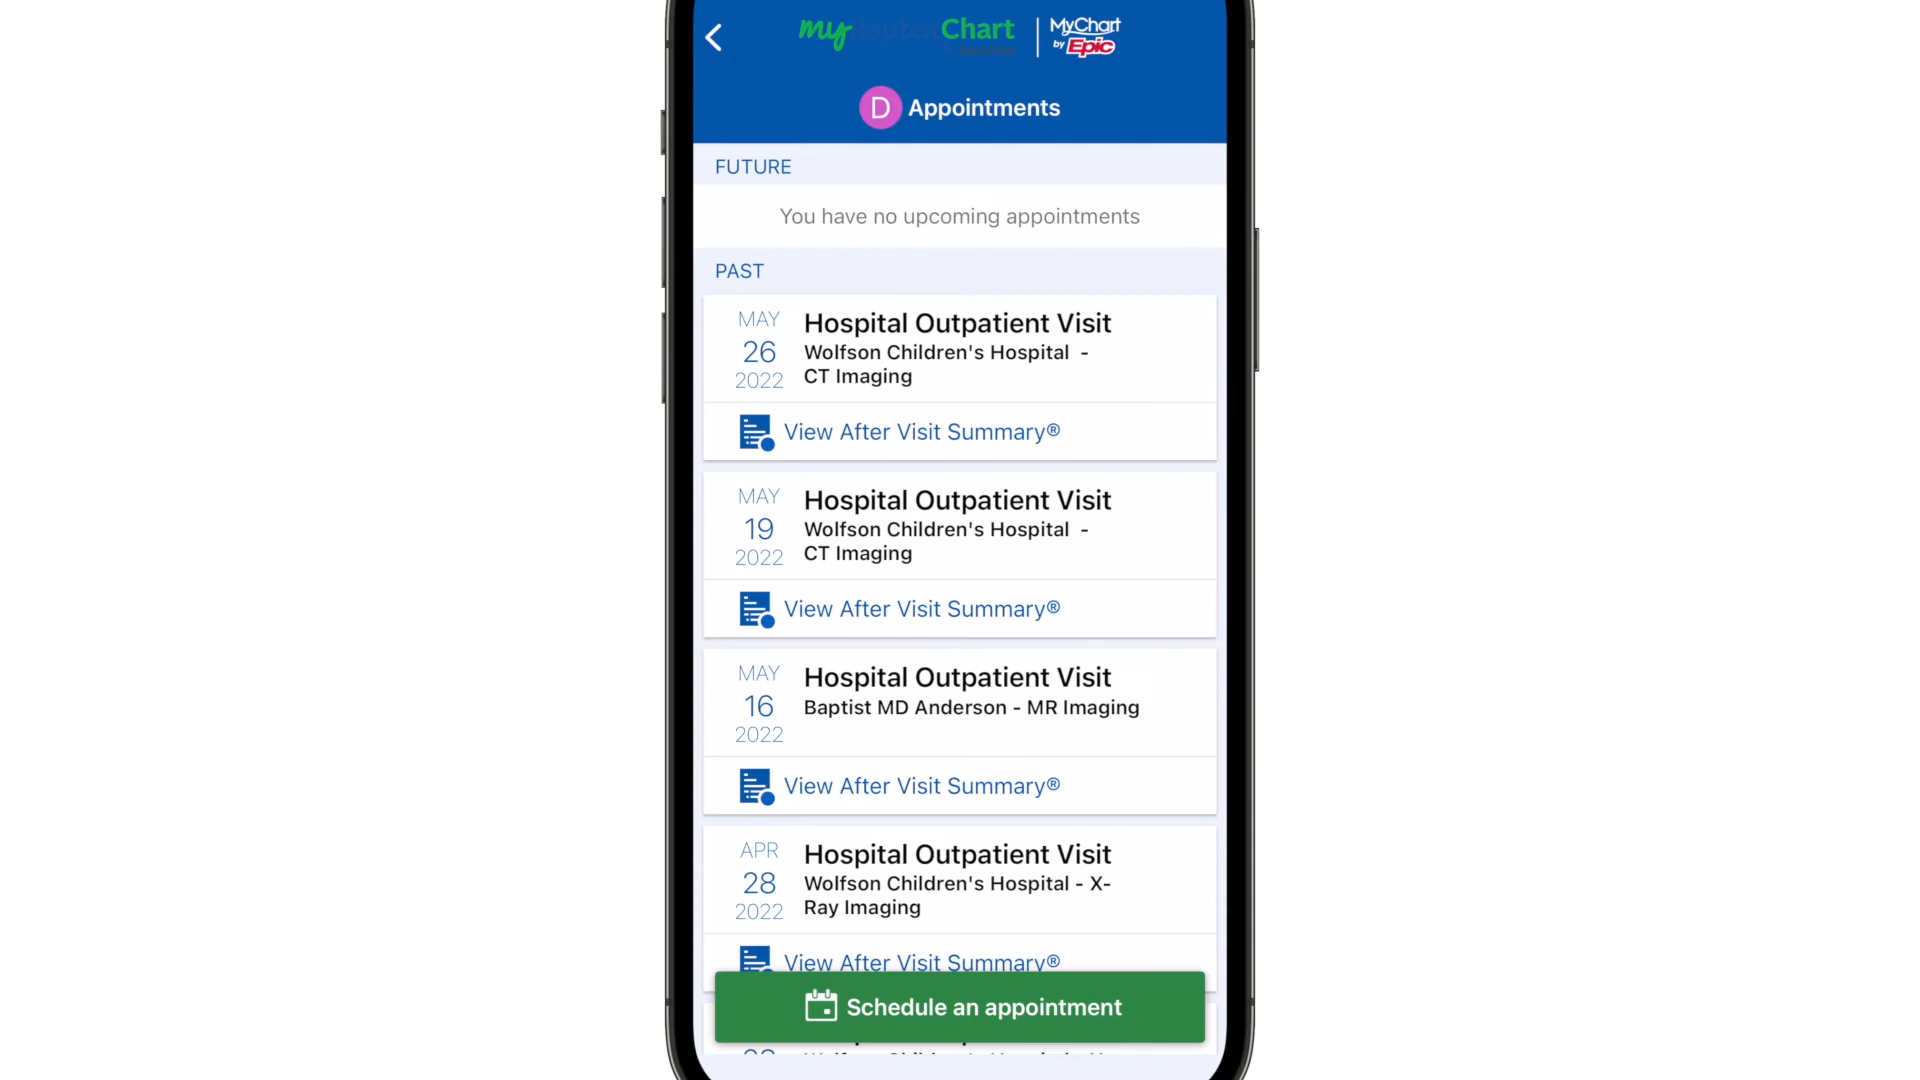 myBaptistChart
MyChart
by Epic
D Appointments
FUTURE
You have no upcoming appointments
PAST
MAY
26
2022
Hospital Outpatient Visit
Wolfson Children's Hospital -
CT Imaging
View After Visit Summary®
MAY
19
2022
Hospital Outpatient Visit
Wolfson Children's Hospital -
CT Imaging
View After Visit Summary®
MAY
16
2022
Hospital Outpatient Visit
Baptist MD Anderson - MR Imaging
View After Visit Summary®
APR
28
2022
Hospital Outpatient Visit
Wolfson Children's Hospital - X-
Ray Imaging
View After Visit Summary®
Schedule an appointment